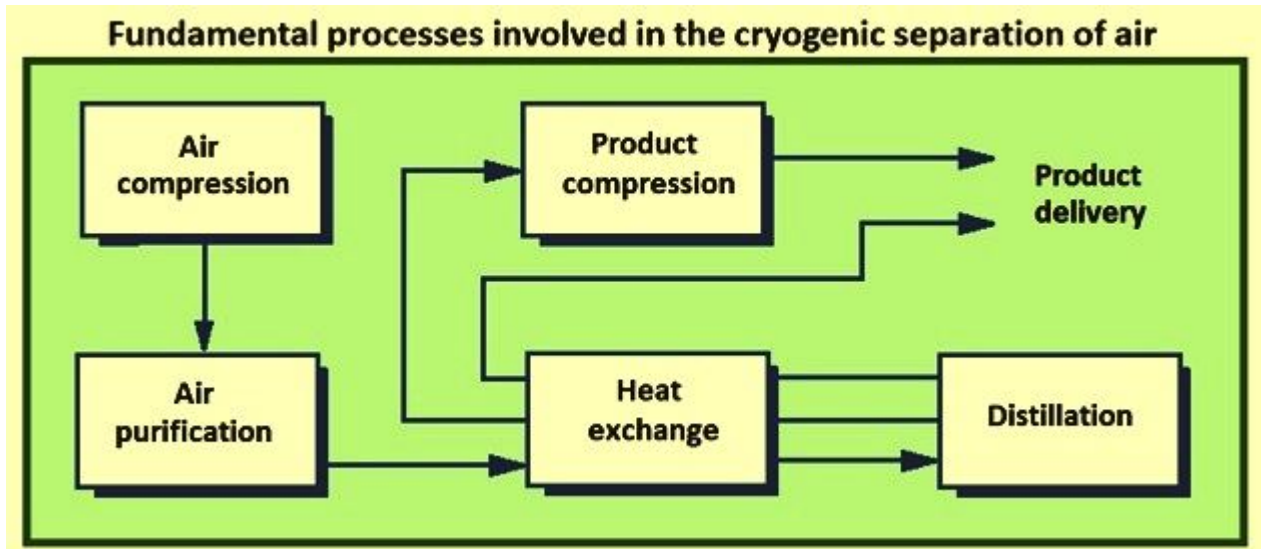 Fundamental processes involved in the cryogenic separation of air
Air
compression
Product
compression
Product
delivery
Air
purification
Heat
exchange
Distillation